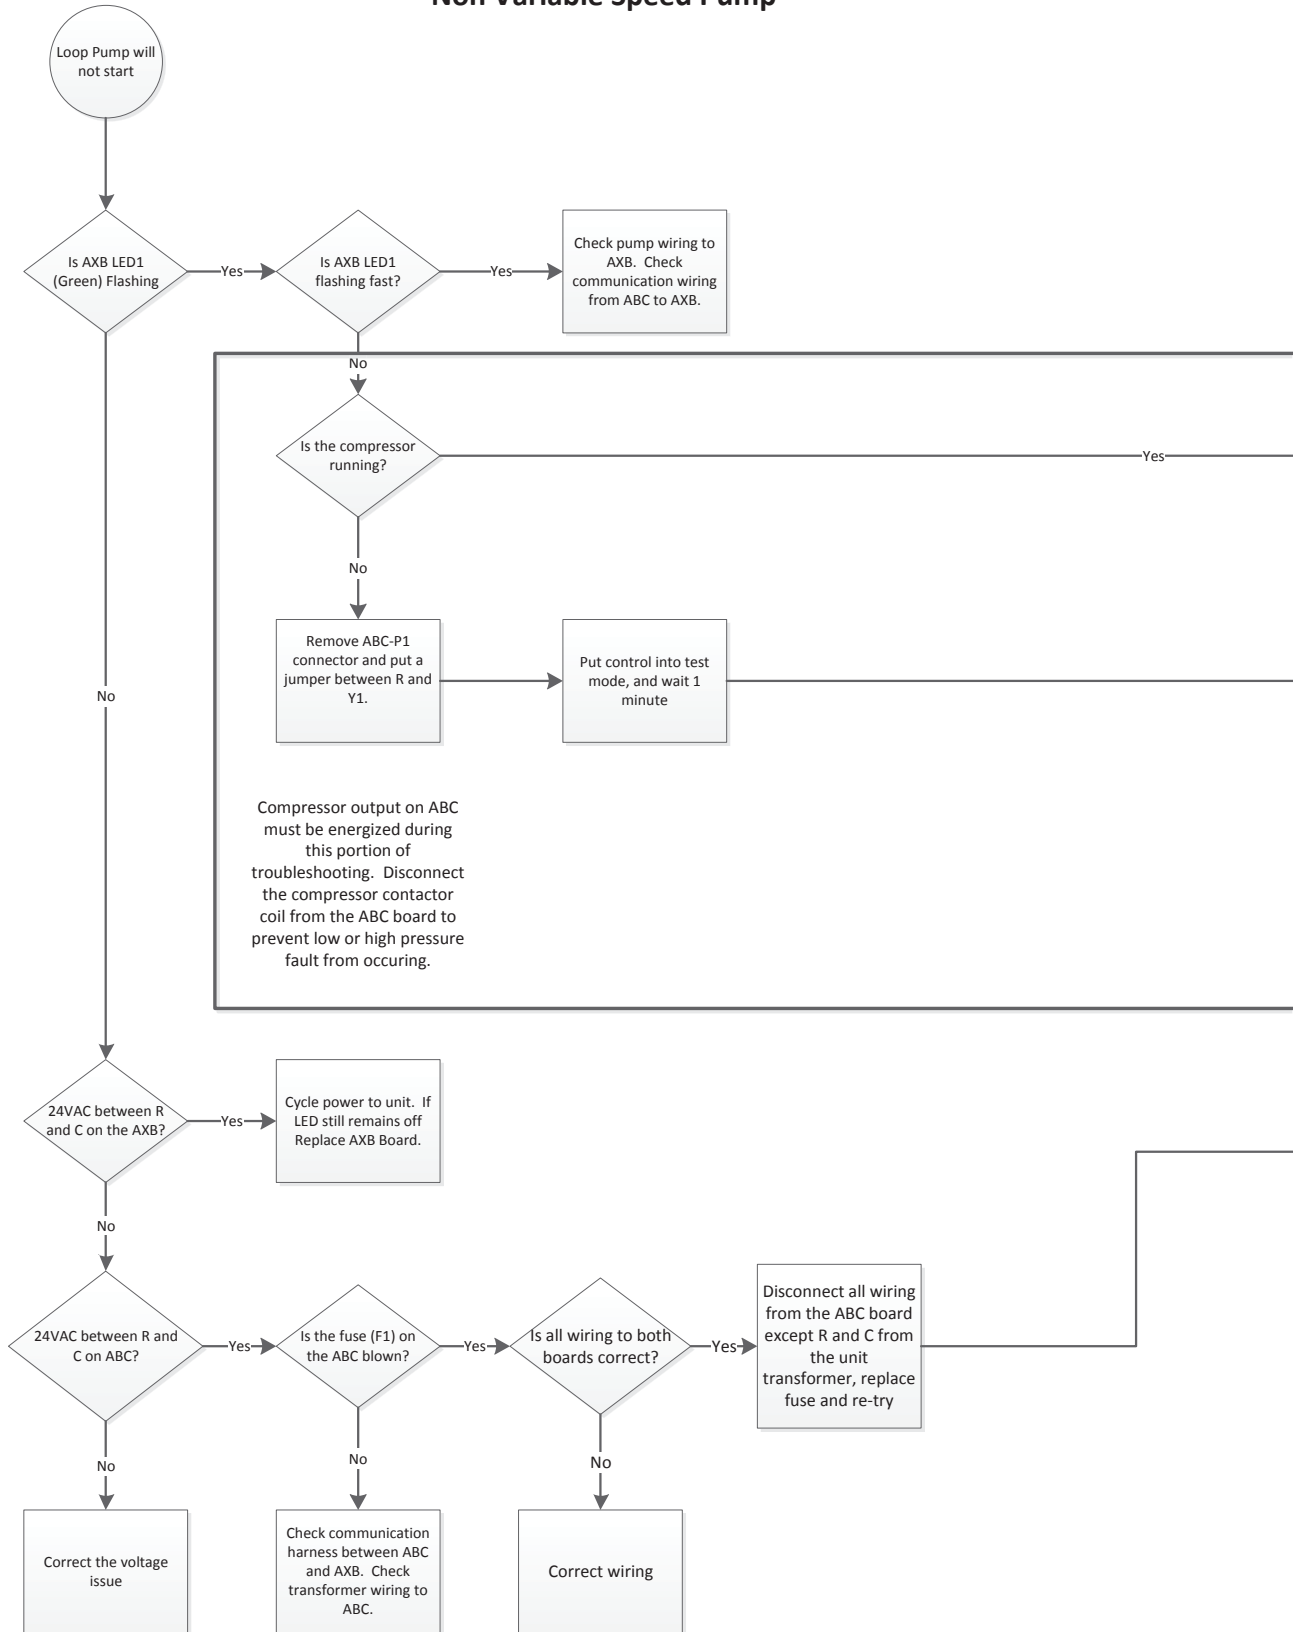 Non Variable Speed Pump
Loop Pump will
not start
Is AXB LED1
(Green) Flashing
Yes
Is AXB LED1
flashing fast?
Yes
Check pump wiring to
AXB. Check
communication wiring
from ABC to AXB.
No
Is the compressor
running?
Yes
No
Remove ABC-P1
connector and put a
jumper between R and
Y1.
Put control into test
mode, and wait 1
minute
No
Compressor output on ABC
must be energized during
this portion of
troubleshooting. Disconnect
the compressor contactor
coil from the ABC board to
prevent low or high pressure
fault from occuring.
24VAC between R
and C on the AXB?
Yes
Cycle power to unit. If
LED still remains off
Replace AXB Board.
No
24VAC between R and
C on ABC?
Yes
Is the fuse (F1) on
the ABC blown?
Yes
Is all wiring to both
boards correct?
Yes
Disconnect all wiring
from the ABC board
except R and C from
the unit
transformer, replace
fuse and re-try
No
No
No
Correct the voltage
issue
Check communication
harness between ABC
and AXB. Check
transformer wiring to
ABC.
Correct wiring